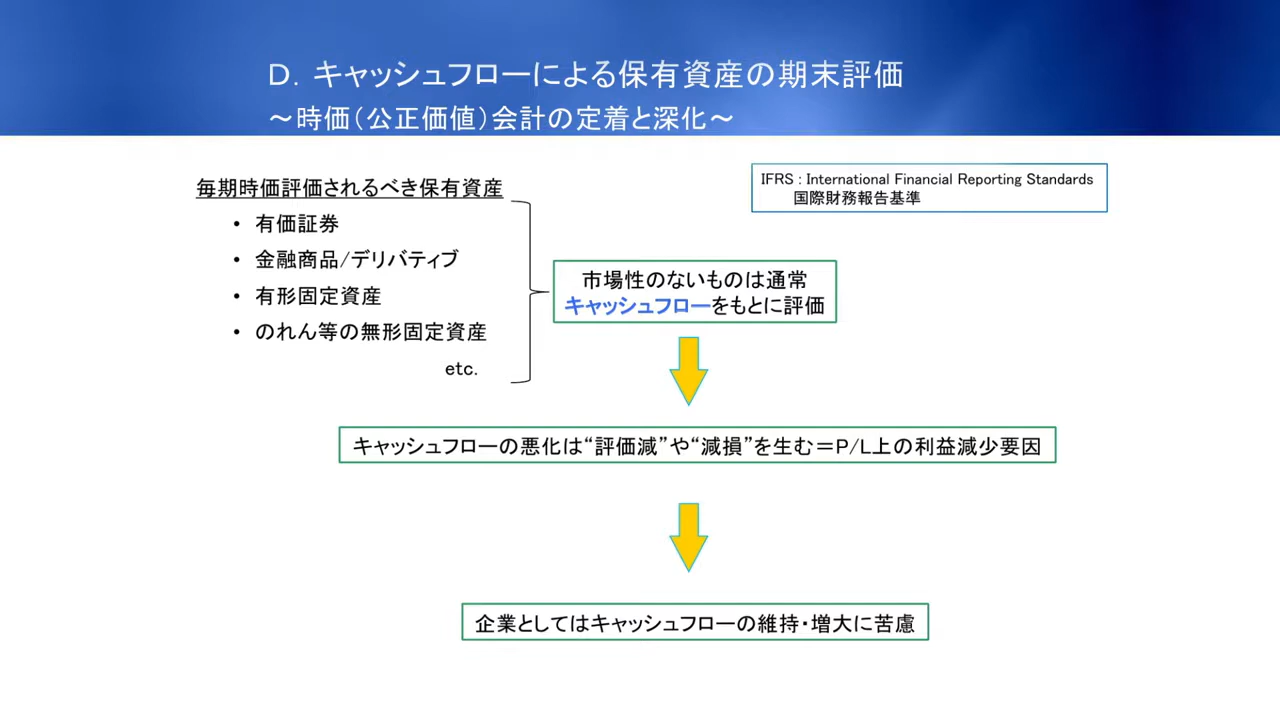 D．キャッシュフローによる保有資産の期末評価
～時価（公正価値）会計の定着と深化～
毎期時価評価されるべき保有資産
• 有価証券
• 金融商品/デリバティブ
• 有形固定資産
• のれん等の無形固定資産
etc.
IFRS : International Financial Reporting Standards
国際財務報告基準
市場性のないものは通常
キャッシュフローをもとに評価
キャッシュフローの悪化は“評価減”や“減損”を生む＝P/L上の利益減少要因
企業としてはキャッシュフローの維持・増大に苦慮